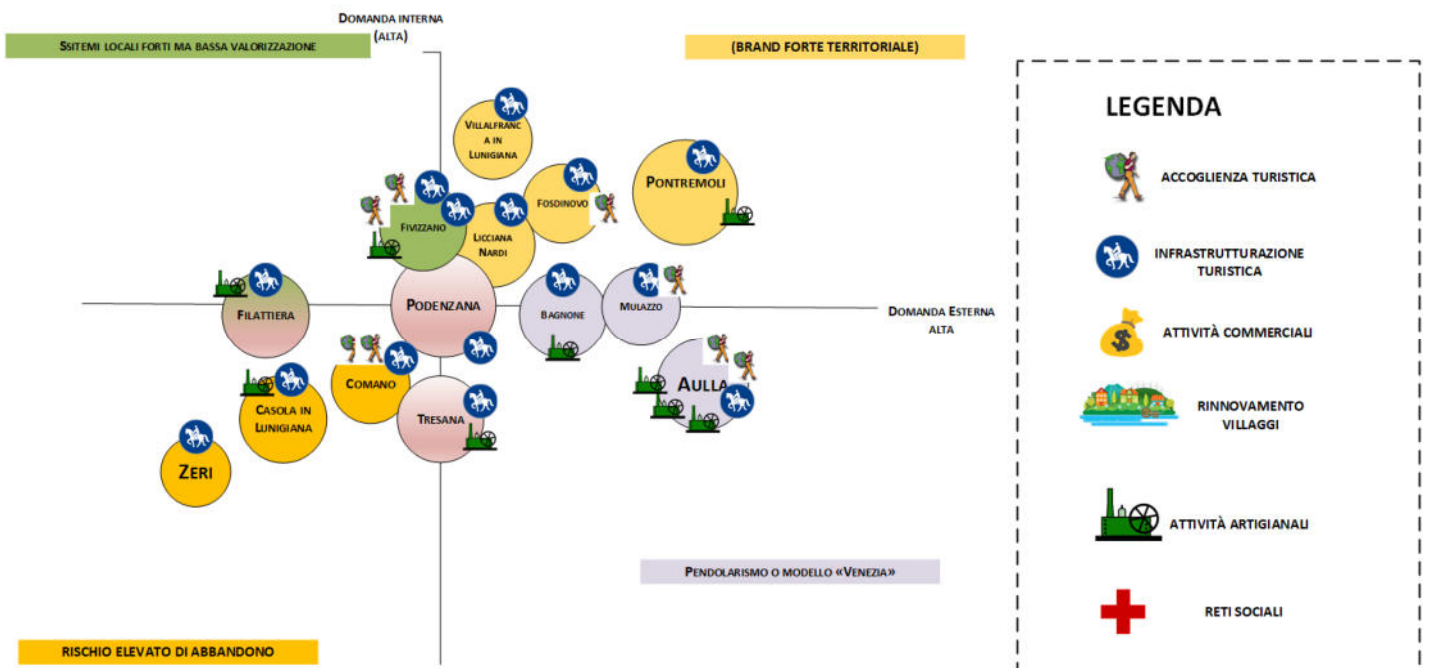 DOMANDA INTERNA
(ALTA)
SSITEMI LOCALI FORTI MA BASSA VALORIZZAZIONE
(BRAND FORTE TERRITORIALE)
VILLALFRANC
A IN
LUNIGIANA
PONTREMOLI
FOSDINOVO
FIVIZZANO
LICCIANA
NARDI
PODENZANA
FILATTIERA
BAGNONE
MULAZZO
DOMANDA ESTERNA
ALTA
COMANO
AULLA
CASOLA IN
LUNIGIANA
TRESANA
ZERI
PENDOLARISMO O MODELLO «VENEZIA»
RISCHIO ELEVATO DI ABBANDONO
LEGENDA
ACCOGLIENZA TURISTICA
INFRASTRUTTURAZIONE
TURISTICA
$
ATTIVITÀ COMMERCIALI
RINNOVAMENTO
VILLAGGI
ATTIVITÀ ARTIGIANALI
RETI SOCIALI